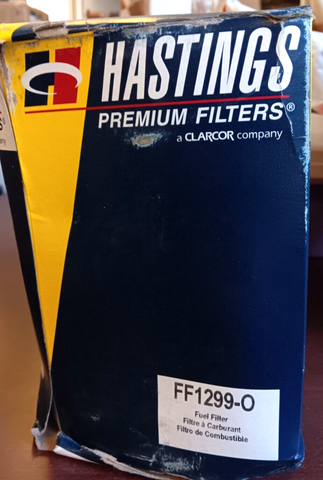 HASTINGS
PREMIUM FILTERS®
a CLARCOR company
FF1299-O
Fuel Filter
Filtre à Carburant
Filtro de Combustible